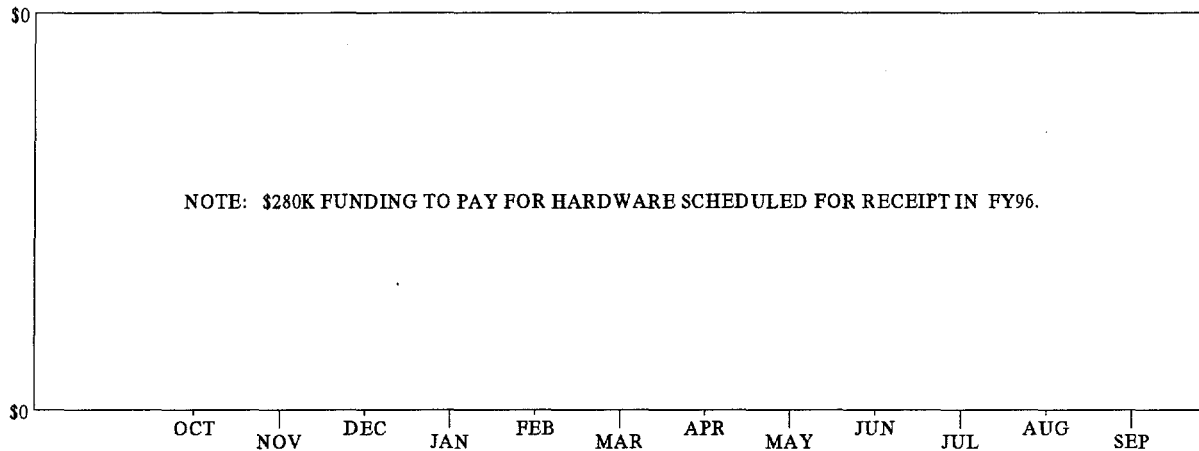 $0
NOTE: $280K FUNDING TO PAY FOR HARDWARE SCHEDULED FOR RECEIPT IN FY96.
$0
OCT NOV DEC JAN FEB MAR APR MAY JUN JUL AUG SEP